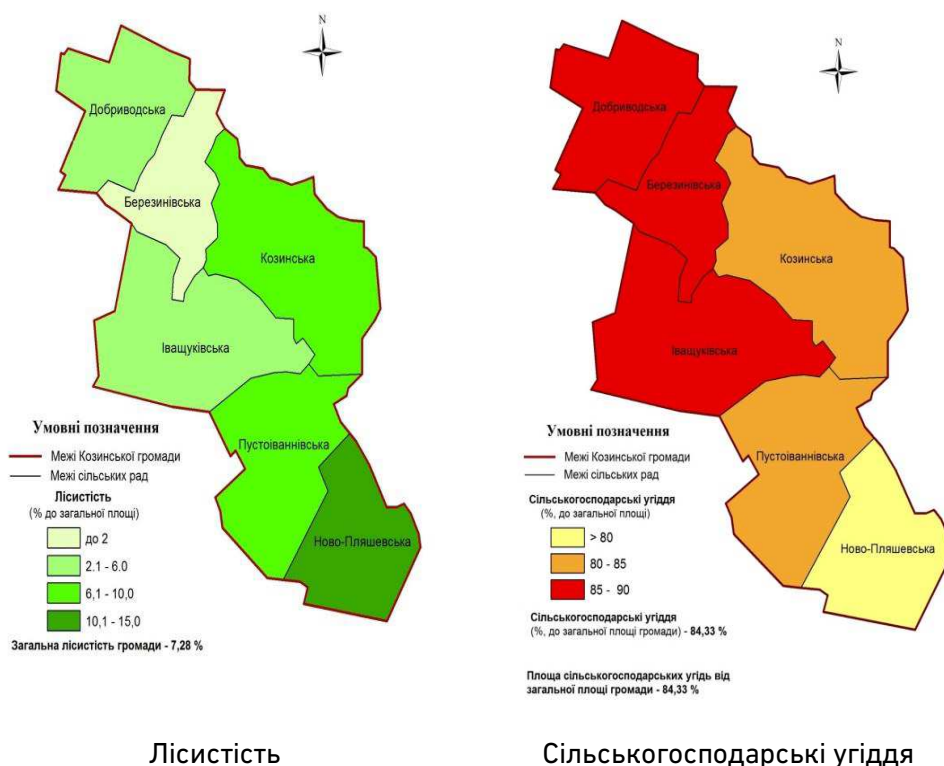 N
Добриводська
Березинівська
Козинська
Іващуківська
Пустоіваннівська
Ново-Пляшевська
Умовні позначення
Межі Козинської громади
Межі сільських рад
Лісистість
(% до загальної площі)
до 2
2.1 - 6.0
6,1 - 10,0
10,1 - 15,0
Загальна лісистість громади - 7,28 %
Лісистість
N
Добриводська
Березинівська
Козинська
Іващуківська
Пустоіваннівська
Ново-Пляшевська
Умовні позначення
Межі Козинської громади
Межі сільських рад
Сільськогосподарські угіддя
(%, до загальної площі)
> 80
80 - 85
85 - 90
Сільськогосподарські угіддя
(%, до загальної площі громади) - 84,33 %
Площа сільськогосподарських угідь від
загальної площі громади - 84,33 %
Сільськогосподарські угіддя